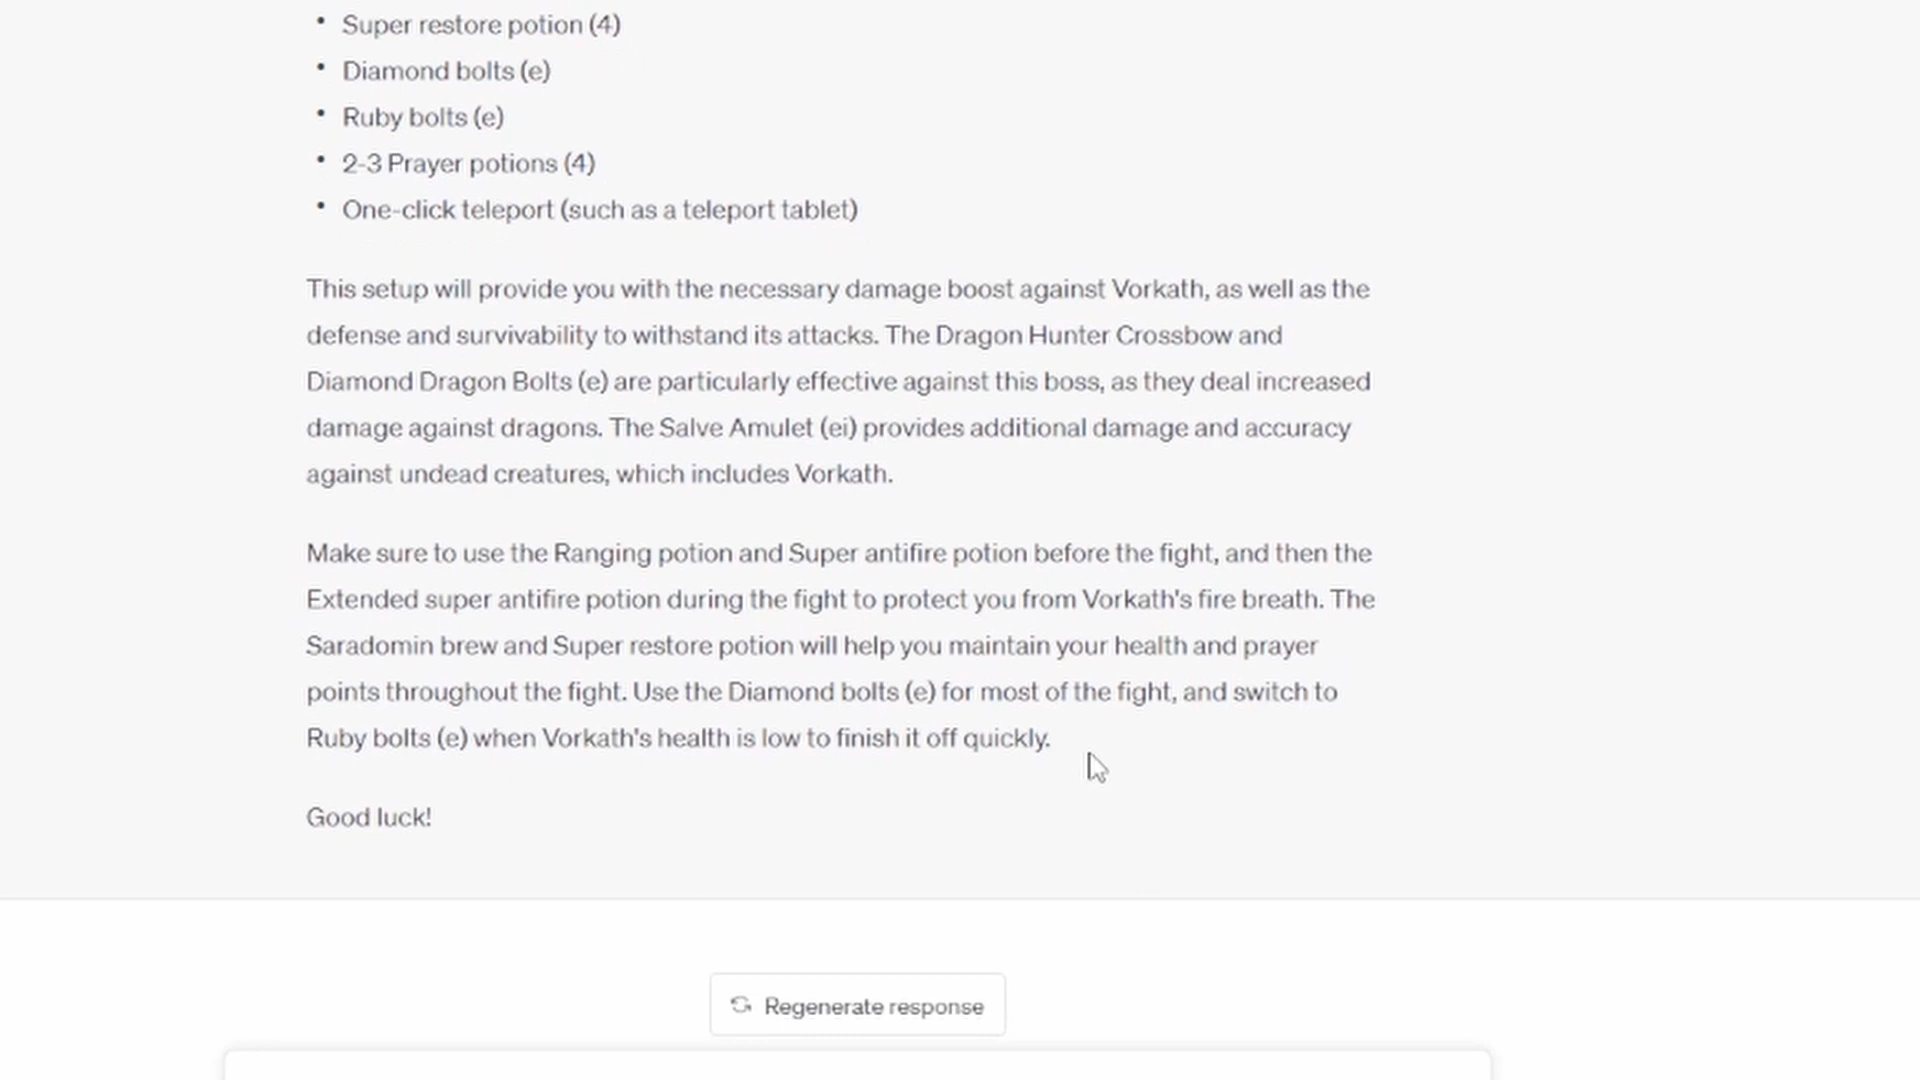 • Super restore potion (4)
• Diamond bolts (e)
• Ruby bolts (e)
• 2-3 Prayer potions (4)
• One-click teleport (such as a teleport tablet)
This setup will provide you with the necessary damage boost against Vorkath, as well as the
defense and survivability to withstand its attacks. The Dragon Hunter Crossbow and
Diamond Dragon Bolts (e) are particularly effective against this boss, as they deal increased
damage against dragons. The Salve Amulet (ei) provides additional damage and accuracy
against undead creatures, which includes Vorkath.
Make sure to use the Ranging potion and Super antifire potion before the fight, and then the
Extended super antifire potion during the fight to protect you from Vorkath's fire breath. The
Saradomin brew and Super restore potion will help you maintain your health and prayer
points throughout the fight. Use the Diamond bolts (e) for most of the fight, and switch to
Ruby bolts (e) when Vorkath's health is low to finish it off quickly.
Good luck!
Regenerate response